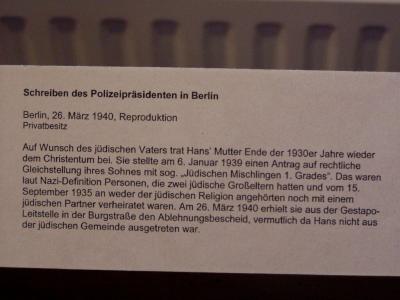 Schreiben des Polizeipräsidenten in Berlin
Berlin, 26. März 1940, Reproduktion
Privatbesitz
Auf Wunsch des jüdischen Vaters trat Hans' Mutter Ende der 1930er Jahre wieder
dem Christentum bei. Sie stellte am 6. Januar 1939 einen Antrag auf rechtliche
Gleichstellung ihres Sohnes mit sog. „Jüdischen Mischlingen 1. Grades". Das waren
laut Nazi-Definition Personen, die zwei jüdische Großeltern hatten und vom 15.
September 1935 an weder der jüdischen Religion angehörten noch mit einem
jüdischen Partner verheiratet waren. Am 26. März 1940 erhielt sie aus der Gestapo-
Leitstelle in der Burgstraße den Ablehnungsbescheid, vermutlich da Hans nicht aus
der jüdischen Gemeinde ausgetreten war.